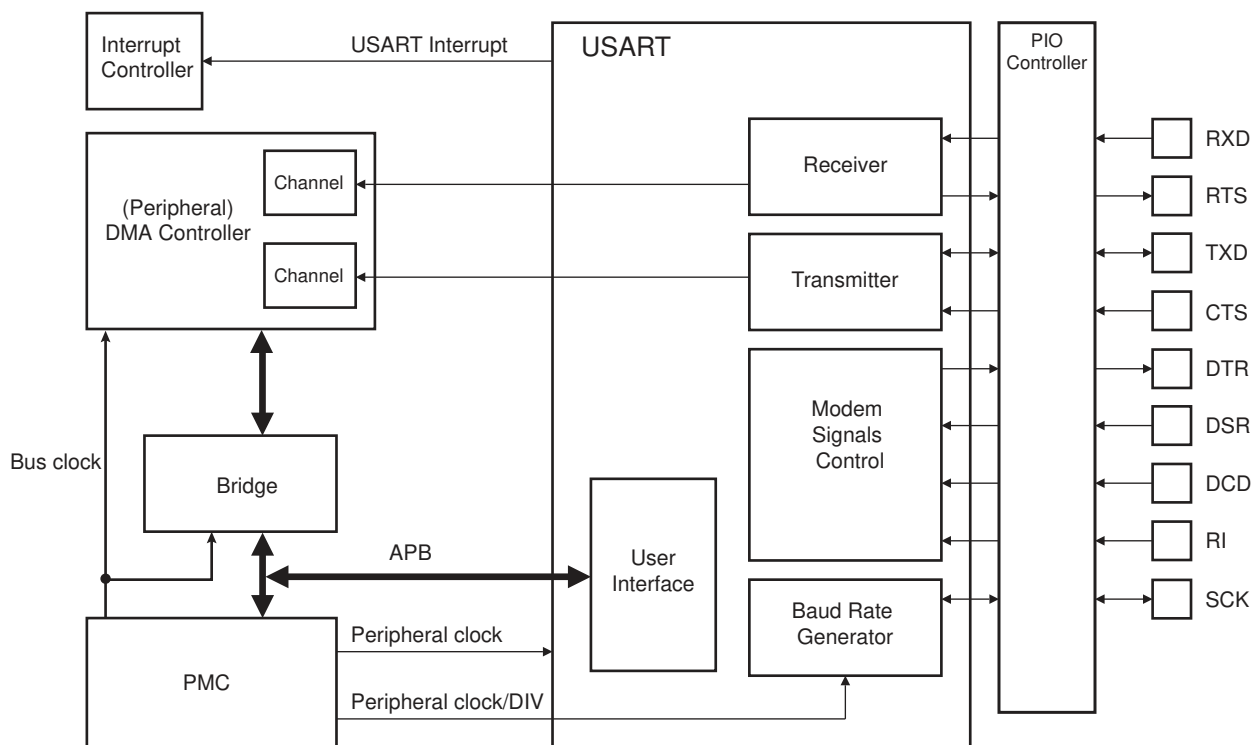 Interrupt
Controller
USART Interrupt
USART
PIO
Controller
(Peripheral)
DMA Controller
Channel
Channel
Receiver
Transmitter
Modem
Signals
Control
Baud Rate
Generator
RXD
RTS
TXD
CTS
DTR
DSR
DCD
RI
SCK
Bus clock
Bridge
APB
User
Interface
PMC
Peripheral clock
Peripheral clock/DIV